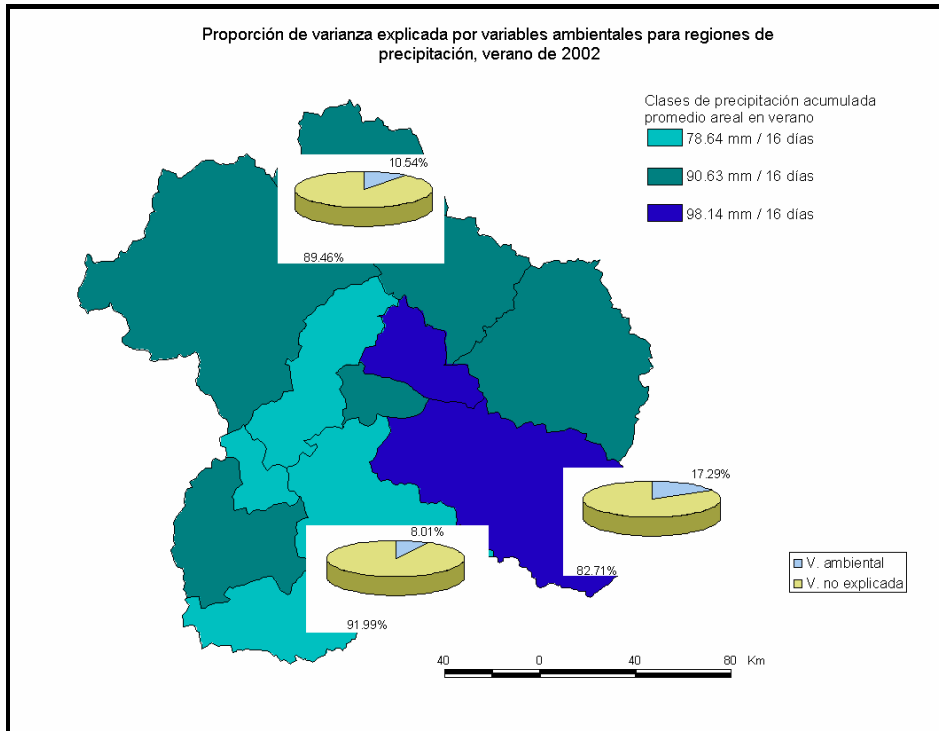 Proporción de varianza explicada por variables ambientales para regiones de
precipitación, verano de 2002
Clases de precipitación acumulada
promedio areal en verano
78.64 mm / 16 días
90.63 mm / 16 días
98.14 mm / 16 días
10.54%
89.46%
17.29%
82.71%
8.01%
91.99%
V. ambiental
V. no explicada
40 0 40 80 Km